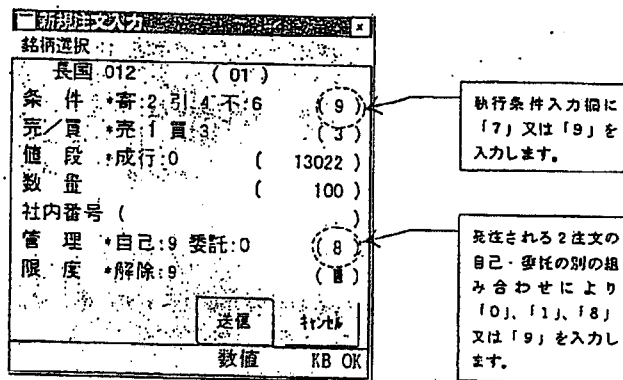 新規注文入力
銘柄選択
長国 012 ( 01 )
条 件 *寄:2 引:4 不:6 ( 9 )
売/買 *売:1 買:3 ( 3 )
値 段 *成行:0 ( 13022 )
数 量 ( 100 )
社内番号 ( )
管 理 *自己:9 委託:0 ( 8 )
限 度 *解除:9 ( )
送信 キャンセル
数値 KB OK
執行条件入力欄に
「7」又は「9」を
入力します。
発注される2注文の
自己・委託の別の組
み合わせにより
「0」、「1」、「8」
又は「9」を入力し
ます。